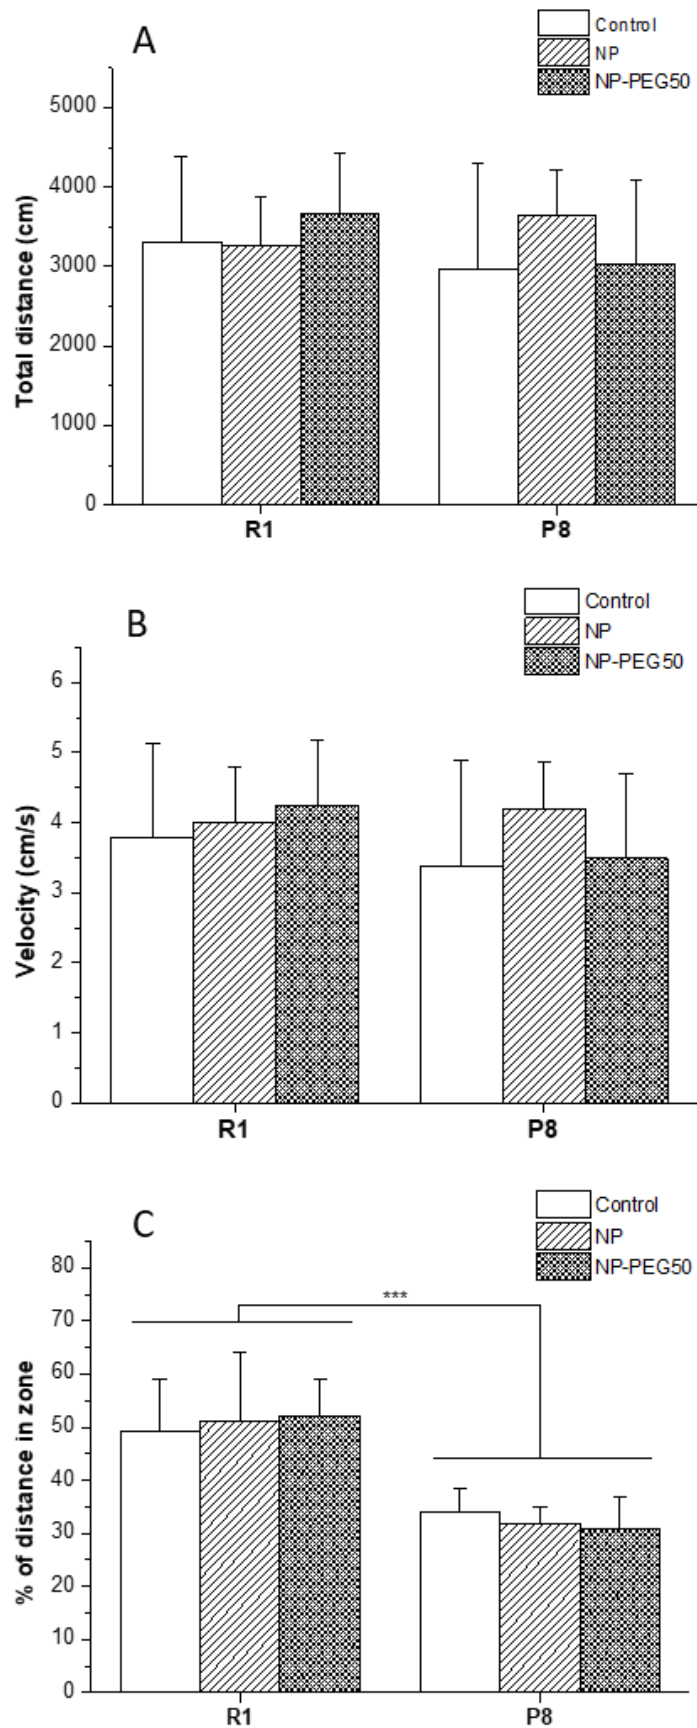 A
Control
NP
NP-PEG50
Total distance (cm)
5000
4000
3000
2000
1000
0
R1 P8
B
Control
NP
NP-PEG50
Velocity (cm/s)
6
5
4
3
2
1
0
R1 P8
C
Control
NP
NP-PEG50
% of distance in zone
80
***
70
60
50
40
30
20
10
0
R1 P8